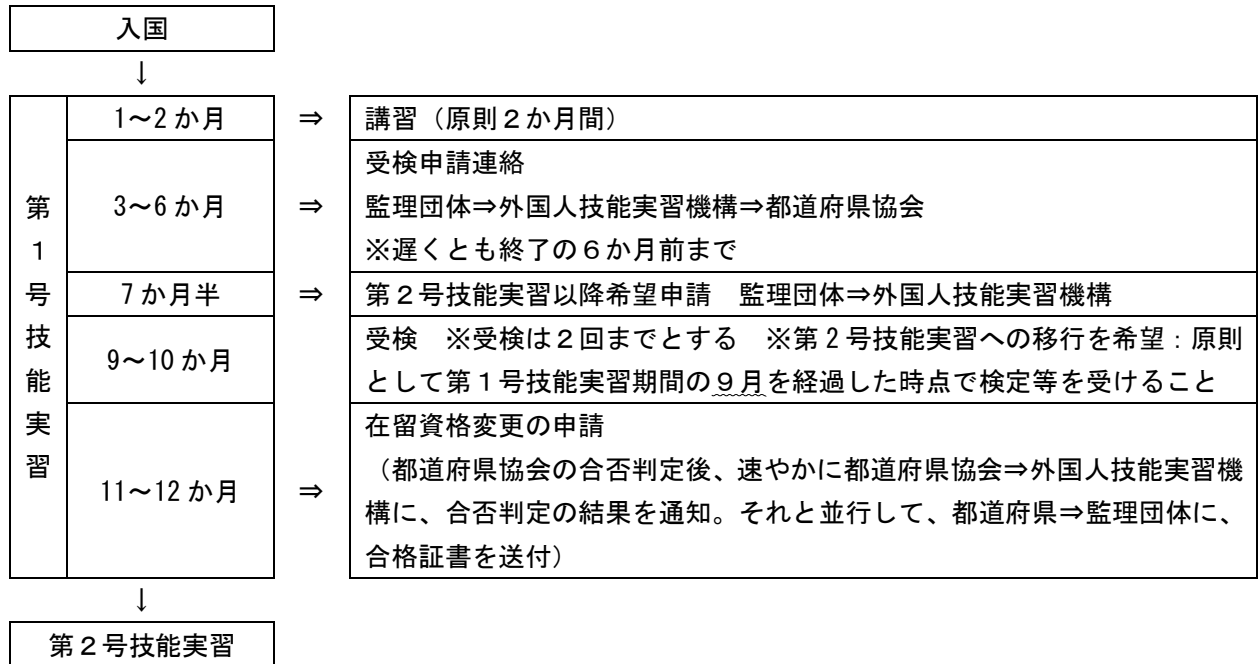 入国
↓
第1号技能実習
1～2か月 ⇒ 講習（原則２か月間）
受検申請連絡
3～6か月 ⇒ 監理団体⇒外国人技能実習機構⇒都道府県協会
※遅くとも終了の６か月前まで
7か月半 ⇒ 第２号技能実習以降希望申請　監理団体⇒外国人技能実習機構
9～10か月
受検　※受検は２回までとする　※第2号技能実習への移行を希望：原則
として第１号技能実習期間の９月を経過した時点で検定等を受けること
在留資格変更の申請
（都道府県協会の合否判定後、速やかに都道府県協会⇒外国人技能実習機
11～12か月 ⇒ 構に、合否判定の結果を通知。それと並行して、都道府県⇒監理団体に、
合格証書を送付）
↓
第２号技能実習